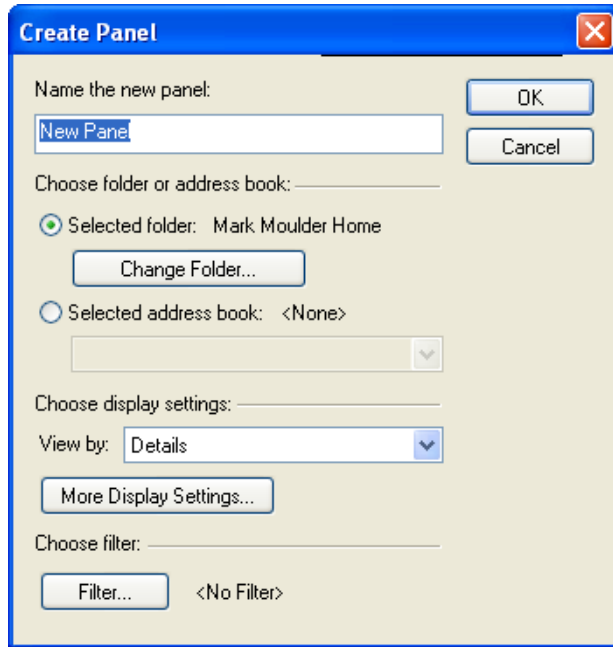 Create Panel
Name the new panel:
OK
New Panel
Cancel
Choose folder or address book:
Selected folder: Mark Moulder Home
Change Folder...
Selected address book: <None>
Choose display settings:
View by: Details
More Display Settings...
Choose filter:
Filter... <No Filter>